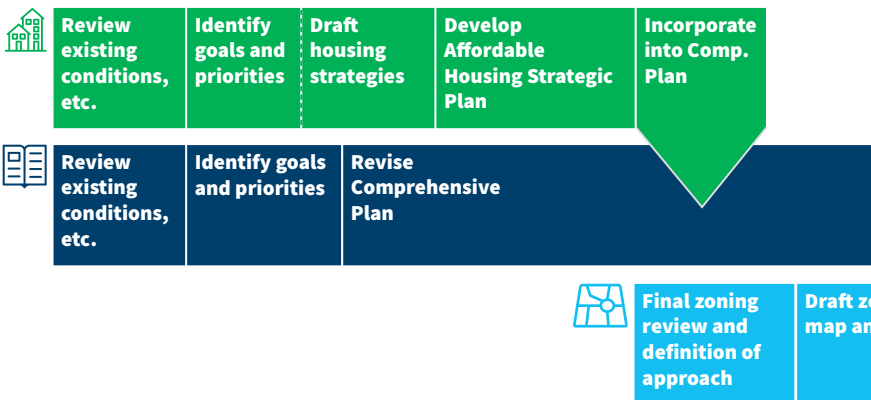 Review
existing
conditions,
etc.
Identify
goals and
priorities
Draft
housing
strategies
Develop
Affordable
Housing Strategic
Plan
Incorporate
into Comp.
Plan
Review
existing
conditions,
etc.
Identify goals
and priorities
Revise
Comprehensive
Plan
Final zoning
review and
definition of
approach
Draft
map